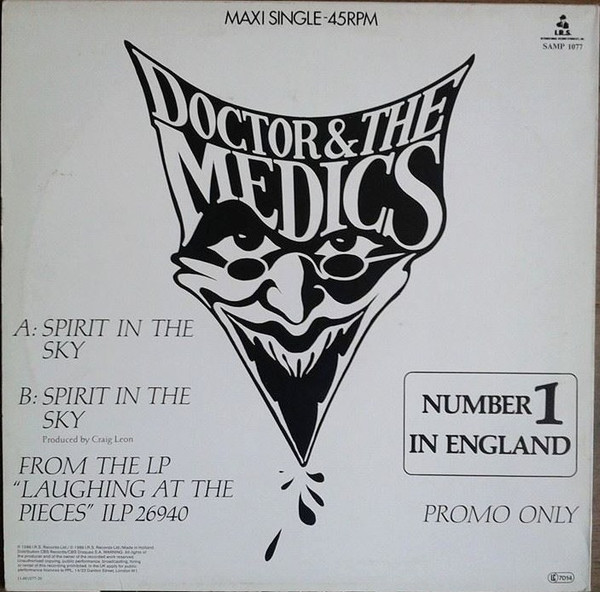 MAXI SINGLE-45RPM
I.R.S.
SAMP 1077
DOCTOR & THE
MEDICS
A: SPIRIT IN THE
SKY
B: SPIRIT IN THE
SKY
Produced by Craig Leon
FROM THE LP
"LAUGHING AT THE
PIECES" ILP 26940
NUMBER 1
IN ENGLAND
PROMO ONLY